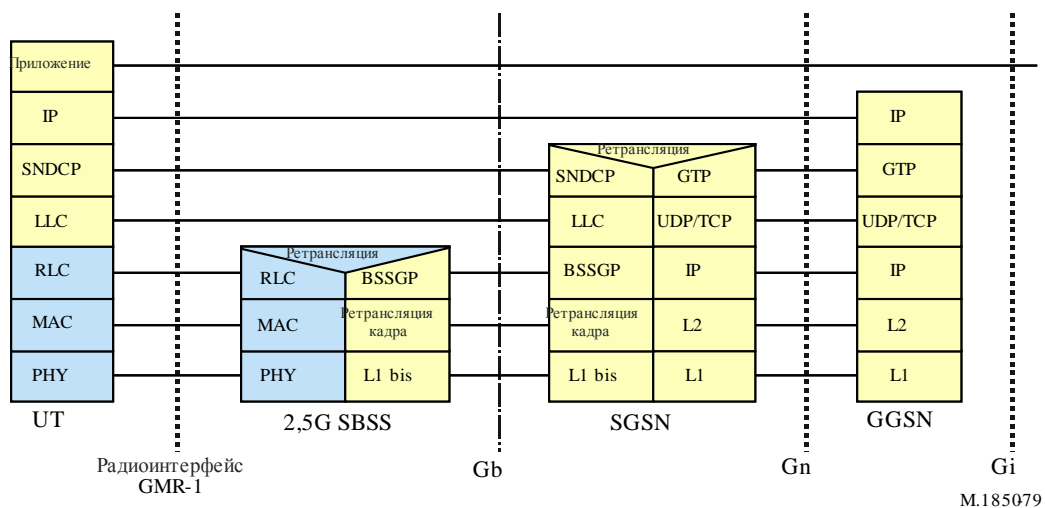 Приложение
IP
IP
Ретрансляция
SNDCP
SNDCP
GTP
GTP
LLC
LLC
UDP/TCP
UDP/TCP
Ретрансляция
RLC
RLC
BSSGP
BSSGP
IP
IP
MAC
MAC
Ретрансляция
кадра
Ретрансляция
кадра
L2
L2
PHY
PHY
L1 bis
L1 bis
L1
L1
UT
2,5G SBSS
SGSN
GGSN
Радиоинтерфейс
GMR-1
Gb
Gn
Gi
M.1850-79